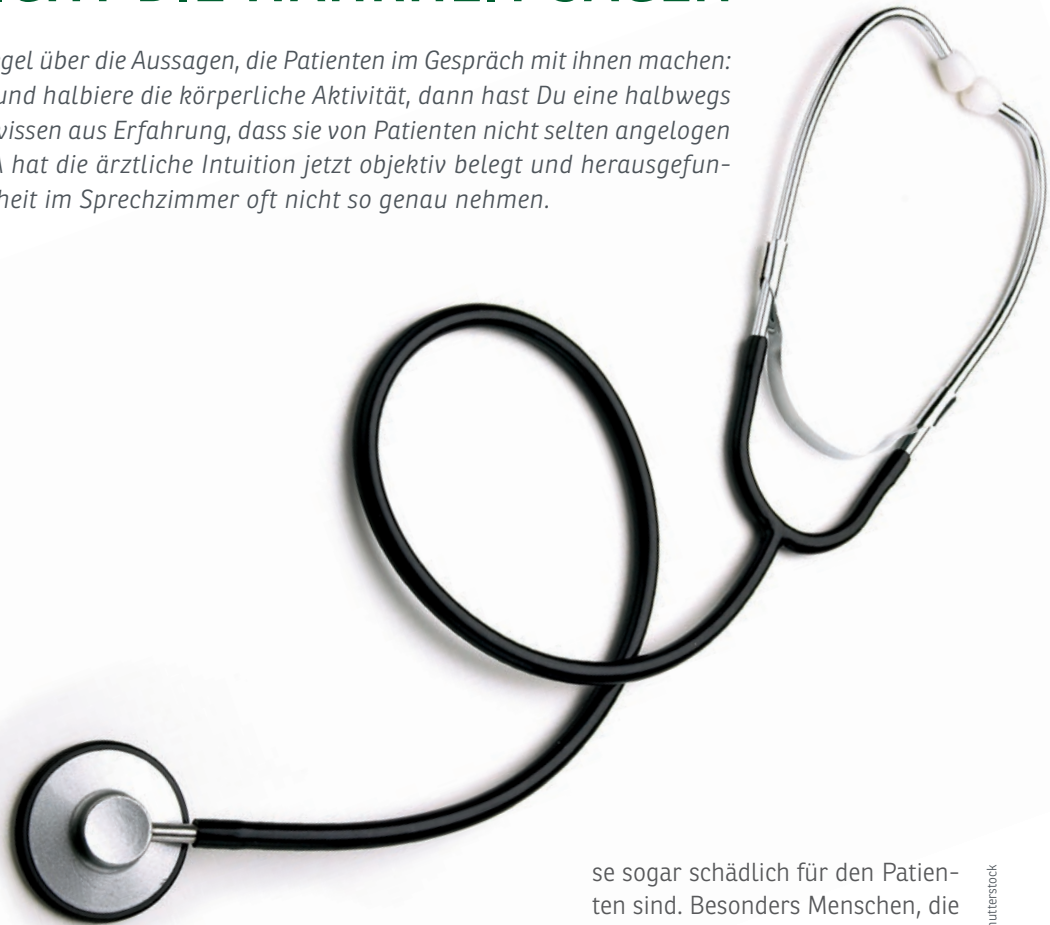 gel über die Aussagen, die Patienten im Gespräch mit ihnen machen:
und halbiere die körperliche Aktivität, dann hast Du eine halbwegs
wissen aus Erfahrung, dass sie von Patienten nicht selten angelogen
A hat die ärztliche Intuition jetzt objektiv belegt und herausgefun-
heit im Sprechzimmer oft nicht so genau nehmen.
se sogar schädlich für den Patien-
ten sind. Besonders Menschen, die
utterstock